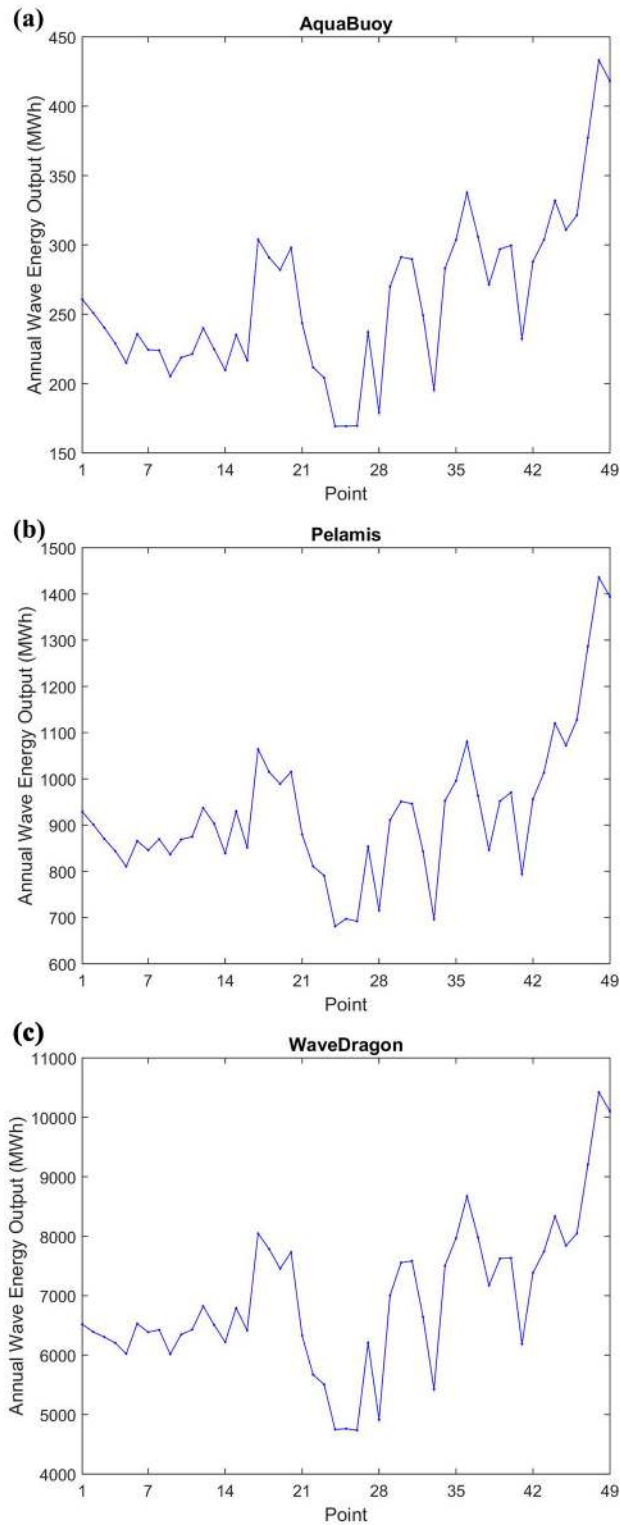 (a)
AquaBuoy
Annual Wave Energy Output (MWh)
450
400
350
300
250
200
150
1 7 14 21 28 35 42 49
Point
(b)
Pelamis
Annual Wave Energy Output (MWh)
1500
1400
1300
1200
1100
1000
900
800
700
600
1 7 14 21 28 35 42 49
Point
(c)
WaveDragon
Annual Wave Energy Output (MWh)
11000
10000
9000
8000
7000
6000
5000
4000
1 7 14 21 28 35 42 49
Point